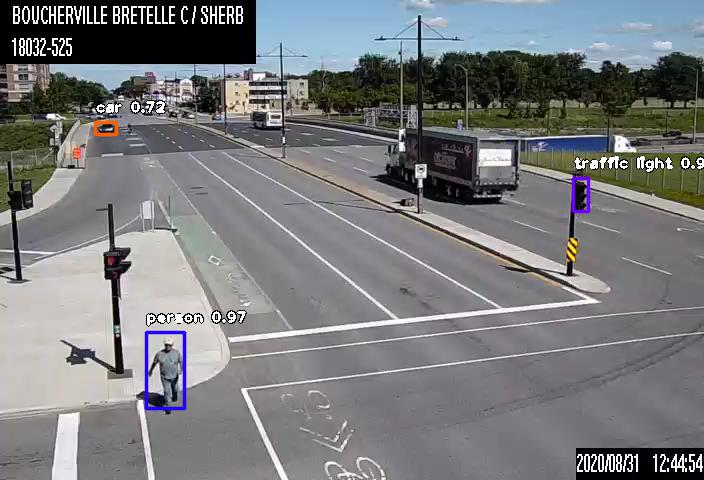 BOUCHERVILLE BRETELLE C / SHERB
18032-525
car 0.72
traffic light 0.9
person 0.97
2020/08/31 12:44:54